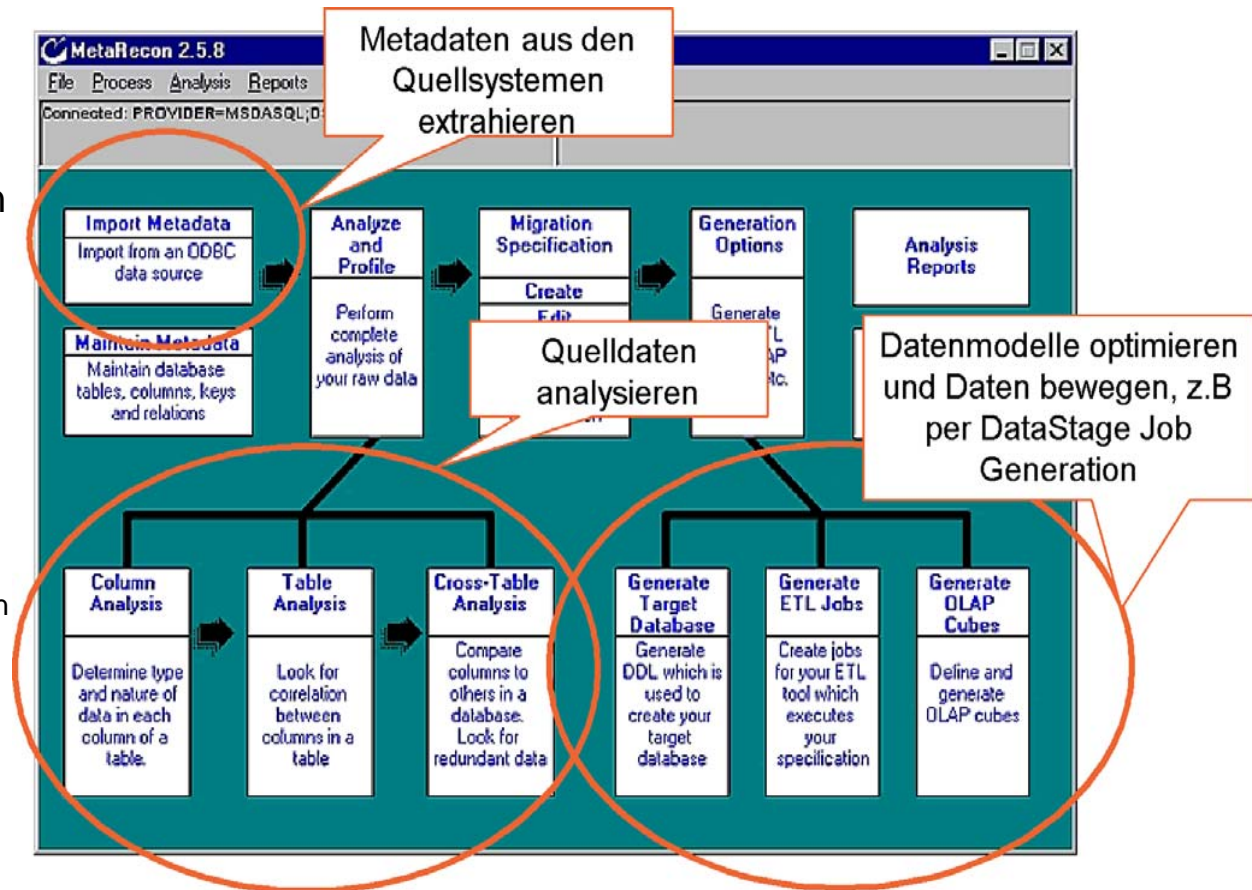 MetaRecon 2.5.8
File Process Analysis Reports
Connected: PROVIDER=MSDASQL;D
Metadaten aus den
Quellsystemen
extrahieren
n
Import Metadata
Import from an ODBC
data source
Maintain Metadata
Maintain database
tables, columns, keys
and relations
Analyze
and
Profile
Perform
complete
analysis of
your raw data
Migration
Specification
Create
Edit
Generation
Options
Generate
TL
AP
etc.
Analysis
Reports
Quelldaten
analysieren
Datenmodelle optimieren
und Daten bewegen, z.B
per DataStage Job
Generation
n
Column
Analysis
Determine type
and nature of
data in each
column of a
table.
Table
Analysis
Look for
correlation
between
columns in a
table
Cross-Table
Analysis
Compare
columns to
others in a
database.
Look for
redundant data
Generate
Target
Database
Generate
DDL which is
used to
create your
target
database
Generate
ETL Jobs
Create jobs
for your ETL
tool which
executes
your
specification
Generate
OLAP
Cubes
Define and
generate
OLAP cubes